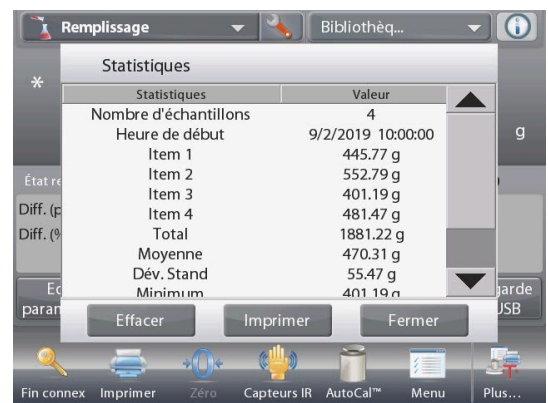 Remplissage Bibliothèq...
Statistiques
*
Statistiques Valeur
Nombre d'échantillons 4
Heure de début 9/2/2019 10:00:00
g
Item 1 445.77 g
Item 2 552.79 g
État re
Item 3 401.19 g
Diff. (p
Item 4 481.47 g
Total 1881.22 g
Diff. (%
Moyenne 470.31 g
Dév. Stand 55.47 g
Minimum 401.19 g
Ec
param
garde
USB
Effacer Imprimer Fermer
Fin connex Imprimer Zéro Capteurs IR AutoCal™ Menu Plus...